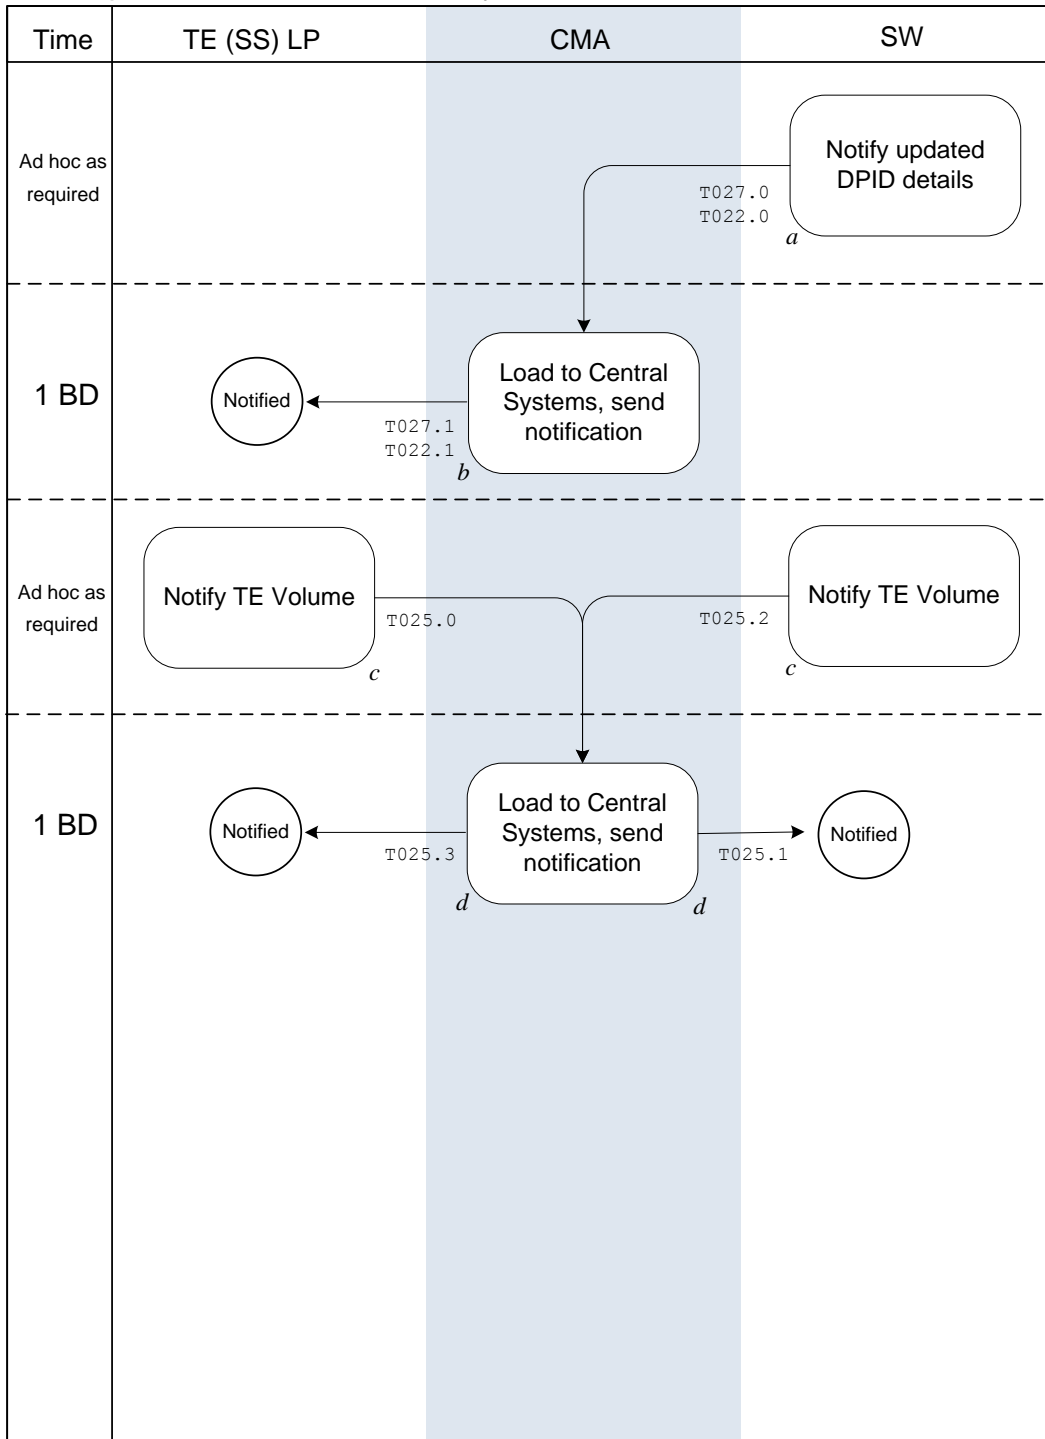 Time
TE (SS) LP
CMA
SW
Ad hoc as
required
Notify updated
DPID details
T027.0
T022.0
a
1 BD
Notified
Load to Central
Systems, send
notification
T027.1
T022.1
b
Ad hoc as
required
Notify TE Volume
T025.0
c
Notify TE Volume
T025.2
c
1 BD
Notified
T025.3
Load to Central
Systems, send
notification
d
d
T025.1
Notified